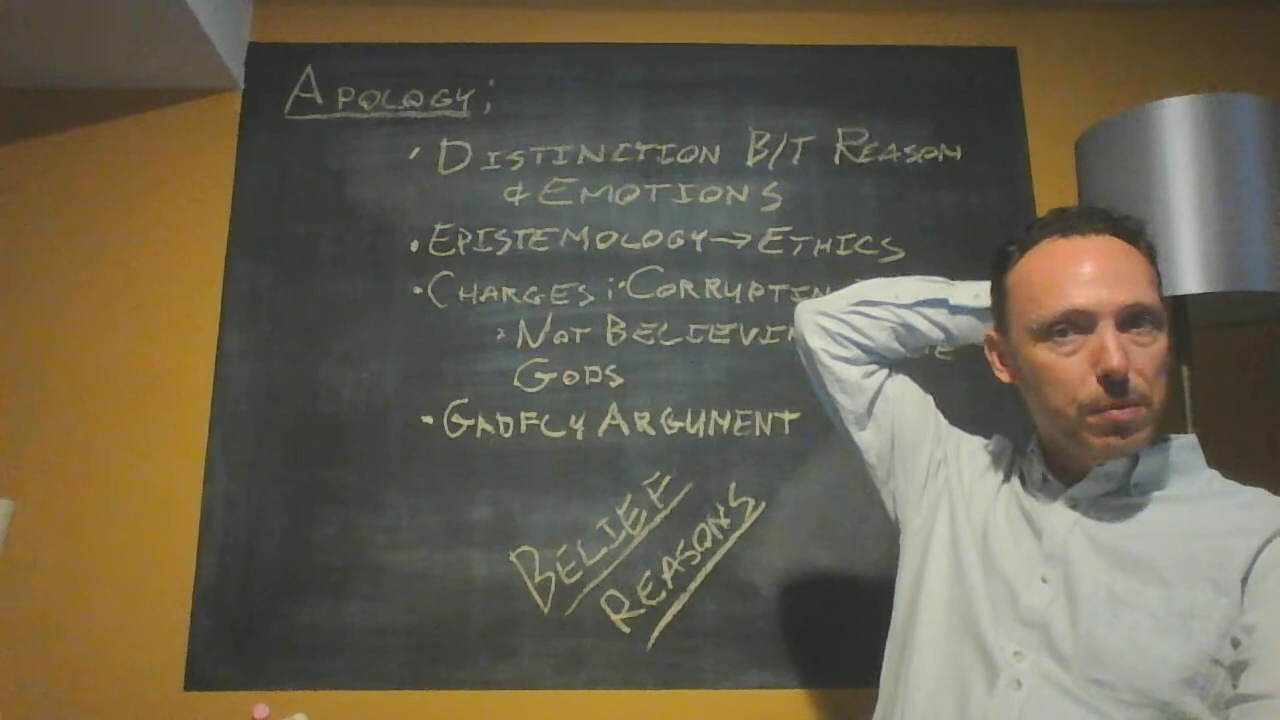 APOLOGY:
• DISTINCTION B/T REASON
& EMOTIONS
• EPISTEMOLOGY → ETHICS
• CHARGES: • CORRUPTIN
• NOT BELIEVIN
GODS
• GADFLY ARGUMENT
BELIEF
REASONS